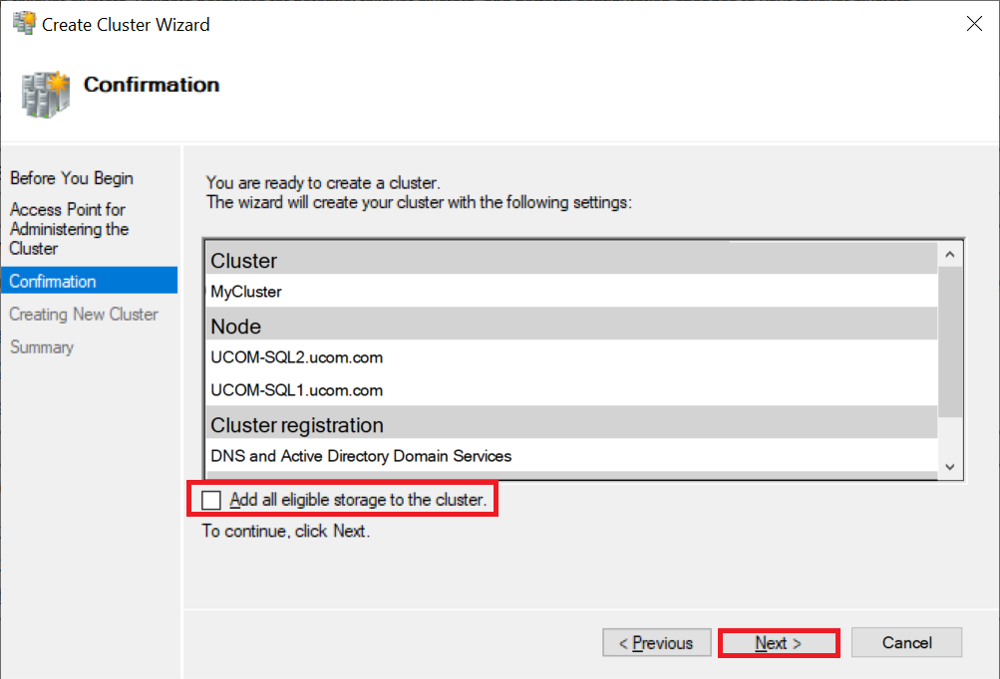 Create Cluster Wizard
Confirmation
Before You Begin
Access Point for
Administering the
Cluster
Confirmation
Creating New Cluster
Summary
You are ready to create a cluster.
The wizard will create your cluster with the following settings:
Cluster
MyCluster
Node
UCOM-SQL2.ucom.com
UCOM-SQL1.ucom.com
Cluster registration
DNS and Active Directory Domain Services
Add all eligible storage to the cluster.
To continue, click Next.
< Previous
Next >
Cancel